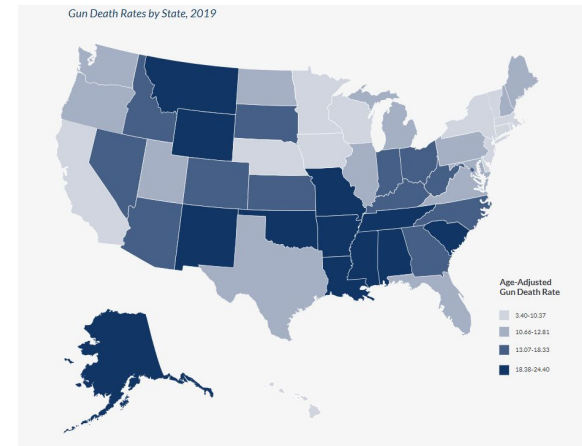 Gun Death Rates by State, 2019
Age-Adjusted
Gun Death Rate
3.40-10.37
10.66-12.81
13.07-18.33
18.38-24.40